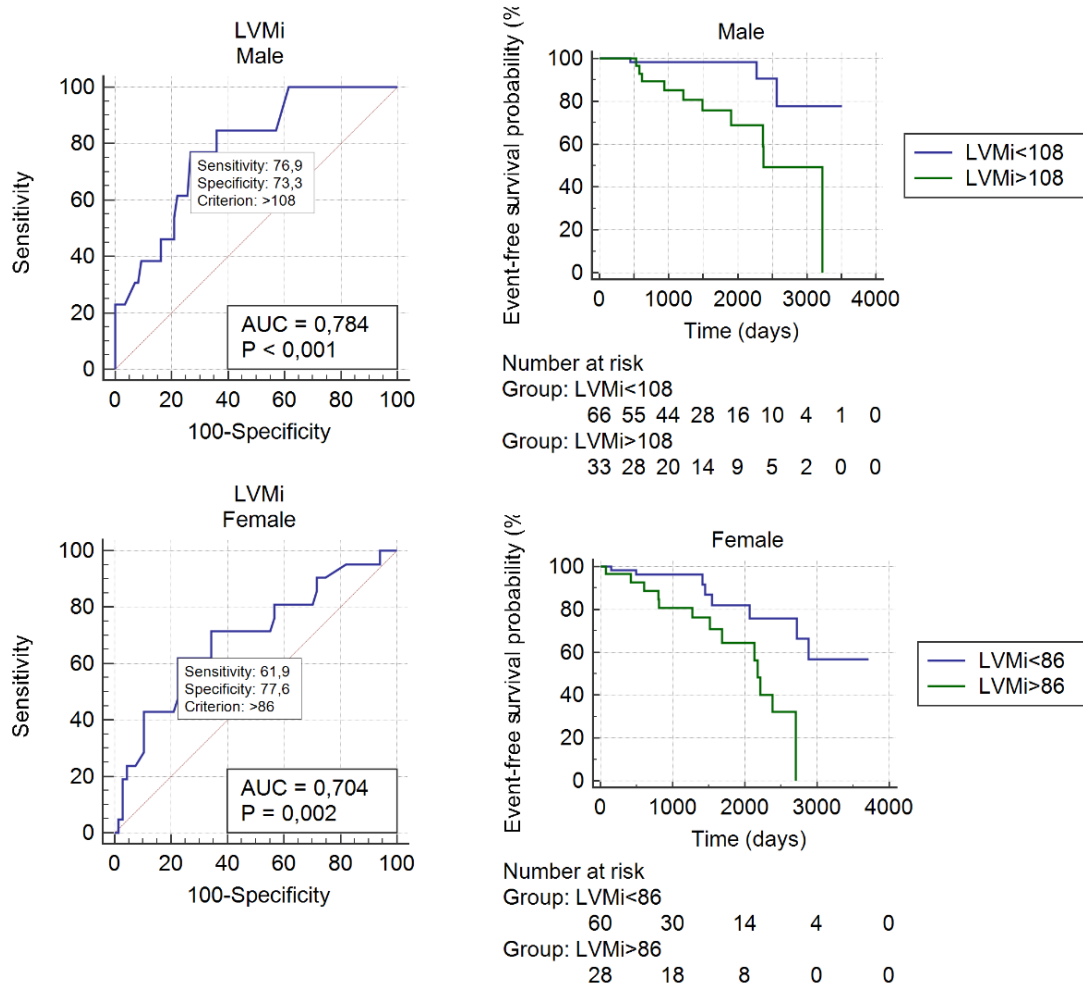 LVMi
Male
Sensitivity
100
80
60
40
20
0
Sensitivity: 76,9
Specificity: 73,3
Criterion: >108
AUC = 0,784
P < 0,001
0 20 40 60 80 100
100-Specificity
Male
Event-free survival probability (%
100
80
60
40
20
0
0 1000 2000 3000 4000
Time (days)
LVMi<108
LVMi>108
Number at risk
Group: LVMi<108
66 55 44 28 16 10 4 1 0
Group: LVMi>108
33 28 20 14 9 5 2 0 0
LVMi
Female
Sensitivity
100
80
60
40
20
0
Sensitivity: 61,9
Specificity: 77,6
Criterion: >86
AUC = 0,704
P = 0,002
0 20 40 60 80 100
100-Specificity
Female
Event-free survival probability (%
100
80
60
40
20
0
0 1000 2000 3000 4000
Time (days)
LVMi<86
LVMi>86
Number at risk
Group: LVMi<86
60 30 14 4 0
Group: LVMi>86
28 18 8 0 0